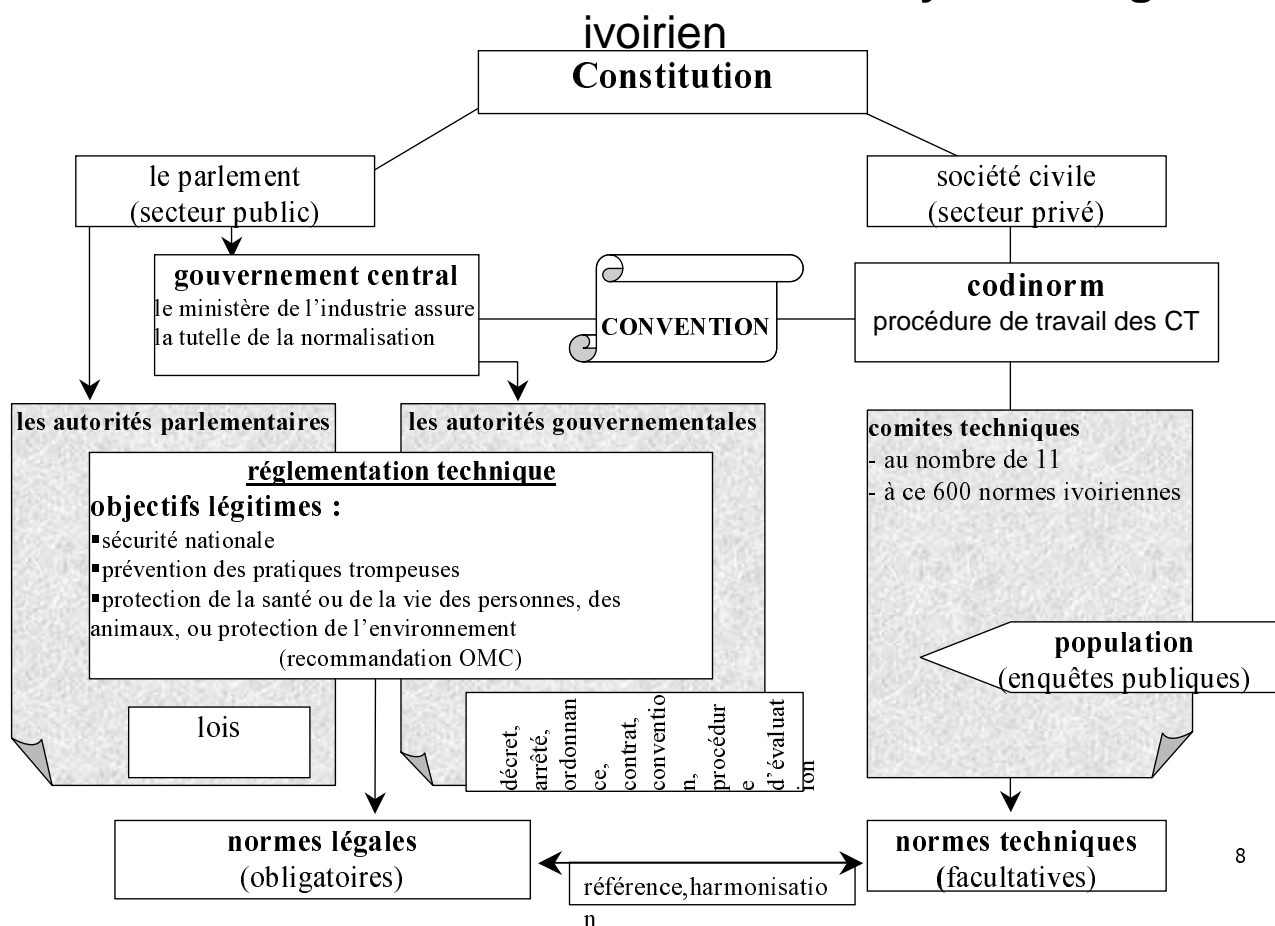 ivoirien
Constitution
le parlement
(secteur public)
société civile
(secteur privé)
gouvernement central
le ministère de l’industrie assure
la tutelle de la normalisation
CONVENTION
codinorm
procédure de travail des CT
les autorités parlementaires
les autorités gouvernementales
comites techniques
- au nombre de 11
- à ce 600 normes ivoiriennes
réglementation technique
objectifs légitimes :
▪sécurité nationale
▪prévention des pratiques trompeuses
▪protection de la santé ou de la vie des personnes, des
animaux, ou protection de l’environnement
(recommandation OMC)
population
(enquêtes publiques)
lois
décret,
arrêté,
ordonnan
ce,
contrat,
conventio
n,
procédur
e
d’évaluat
ion
normes légales
(obligatoires)
référence,harmonisatio
n
normes techniques
(facultatives)
8